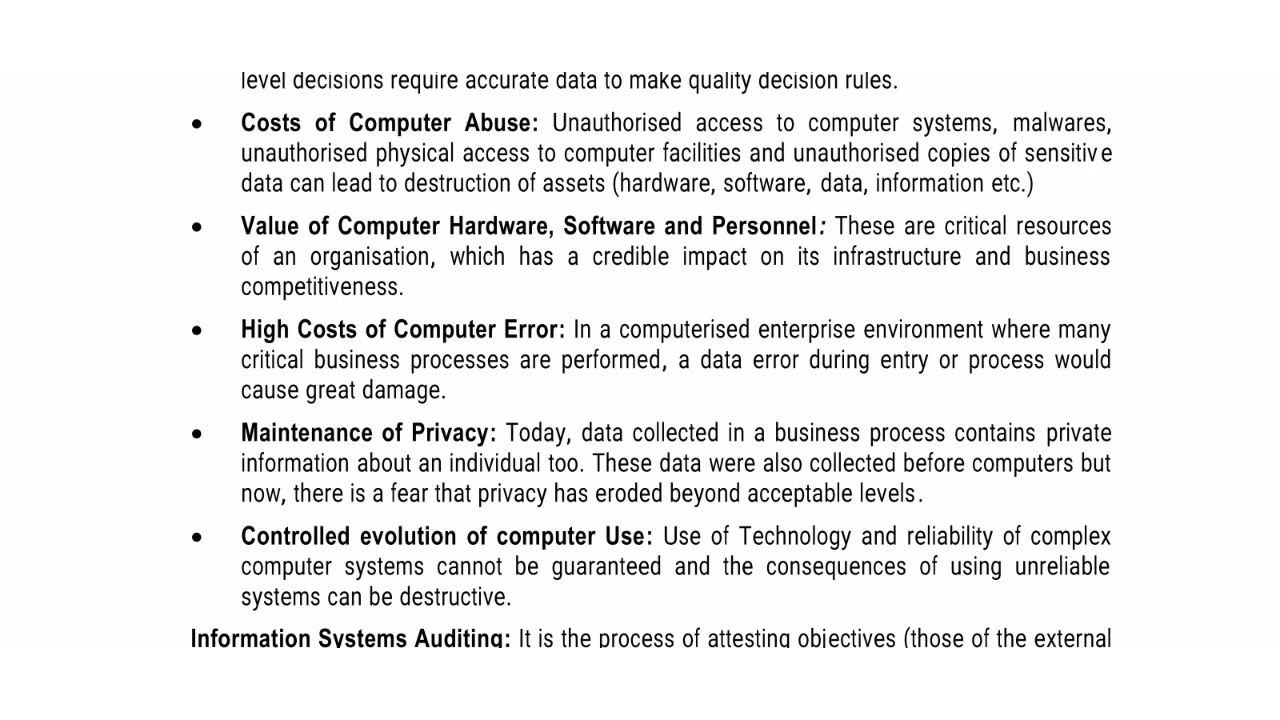 level decisions require accurate data to make quality decision rules.
• Costs of Computer Abuse: Unauthorised access to computer systems, malwares,
unauthorised physical access to computer facilities and unauthorised copies of sensitive
data can lead to destruction of assets (hardware, software, data, information etc.)
• Value of Computer Hardware, Software and Personnel: These are critical resources
of an organisation, which has a credible impact on its infrastructure and business
competitiveness.
• High Costs of Computer Error: In a computerised enterprise environment where many
critical business processes are performed, a data error during entry or process would
cause great damage.
• Maintenance of Privacy: Today, data collected in a business process contains private
information about an individual too. These data were also collected before computers but
now, there is a fear that privacy has eroded beyond acceptable levels.
• Controlled evolution of computer Use: Use of Technology and reliability of complex
computer systems cannot be guaranteed and the consequences of using unreliable
systems can be destructive.
Information Systems Auditing: It is the process of attesting objectives (those of the external